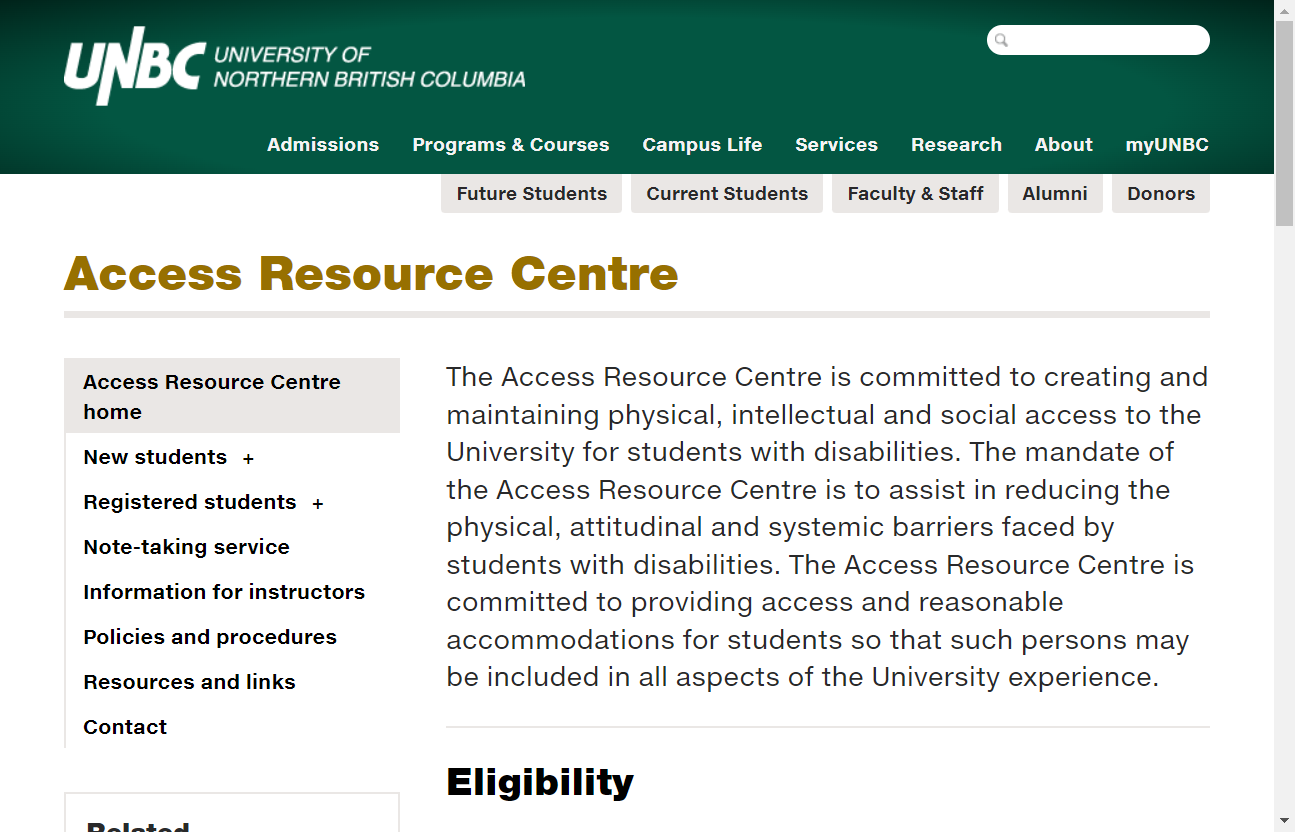 UNBC UNIVERSITY OF
NORTHERN BRITISH COLUMBIA
Admissions Programs & Courses Campus Life Services Research About myUNBC
Future Students Current Students Faculty & Staff Alumni Donors
Access Resource Centre
Access Resource Centre
home
New students +
Registered students +
Note-taking service
Information for instructors
Policies and procedures
Resources and links
Contact
Related
The Access Resource Centre is committed to creating and
maintaining physical, intellectual and social access to the
University for students with disabilities. The mandate of
the Access Resource Centre is to assist in reducing the
physical, attitudinal and systemic barriers faced by
students with disabilities. The Access Resource Centre is
committed to providing access and reasonable
accommodations for students so that such persons may
be included in all aspects of the University experience.
Eligibility